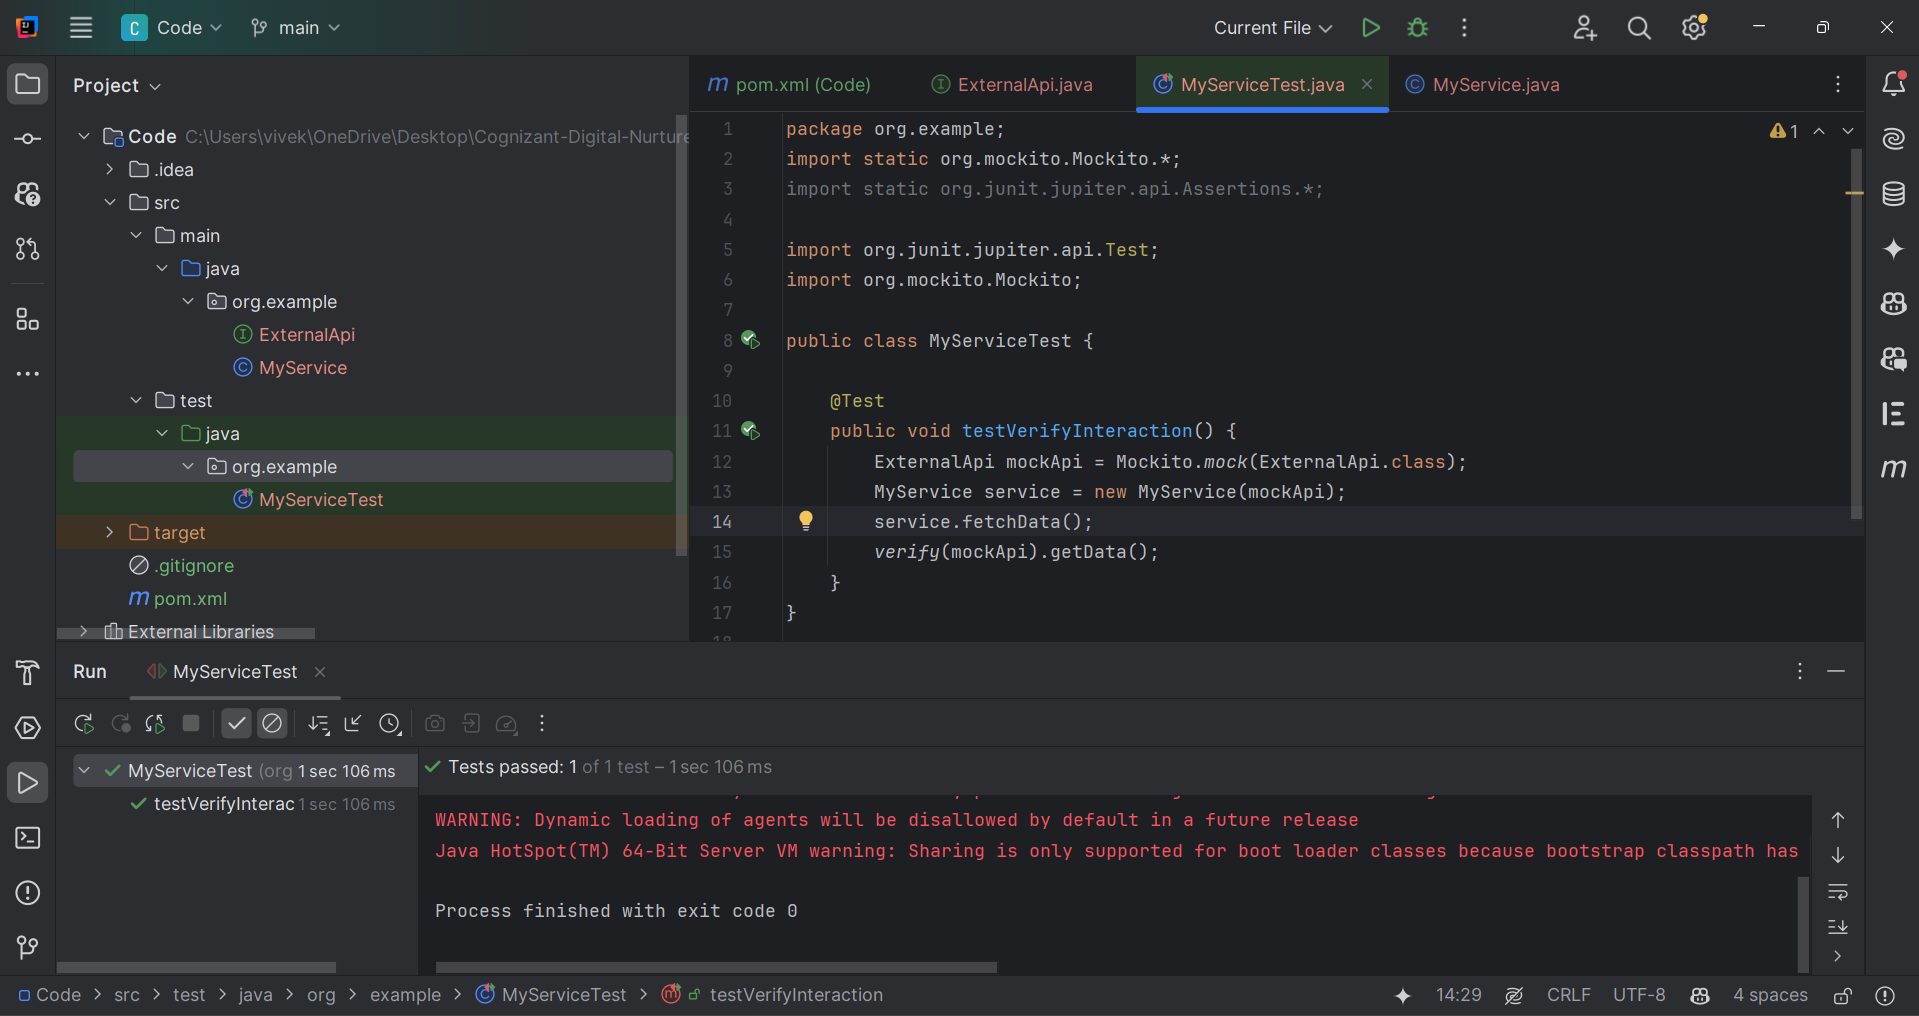 C Code main Current File
Project
Code C:\Users\vivek\OneDrive\Desktop\Cognizant-Digital-Nurture
.idea
src
main
java
org.example
ExternalApi
MyService
test
java
org.example
MyServiceTest
target
.gitignore
pom.xml
External Libraries
pom.xml (Code) ExternalApi.java MyServiceTest.java MyService.java
1 package org.example;
2 import static org.mockito.Mockito.*;
3 import static org.junit.jupiter.api.Assertions.*;
4
5 import org.junit.jupiter.api.Test;
6 import org.mockito.Mockito;
7
8 public class MyServiceTest {
9
10 @Test
11 public void testVerifyInteraction() {
12 ExternalApi mockApi = Mockito.mock(ExternalApi.class);
13 MyService service = new MyService(mockApi);
14 service.fetchData();
15 verify(mockApi).getData();
16 }
17 }
18
1
Run MyServiceTest
MyServiceTest (org 1 sec 106 ms
testVerifyInterac 1 sec 106 ms
Tests passed: 1 of 1 test – 1 sec 106 ms
WARNING: Dynamic loading of agents will be disallowed by default in a future release
Java HotSpot(TM) 64-Bit Server VM warning: Sharing is only supported for boot loader classes because bootstrap classpath has
Process finished with exit code 0
Code > src > test > java > org > example > MyServiceTest > testVerifyInteraction
14:29 CRLF UTF-8 4 spaces